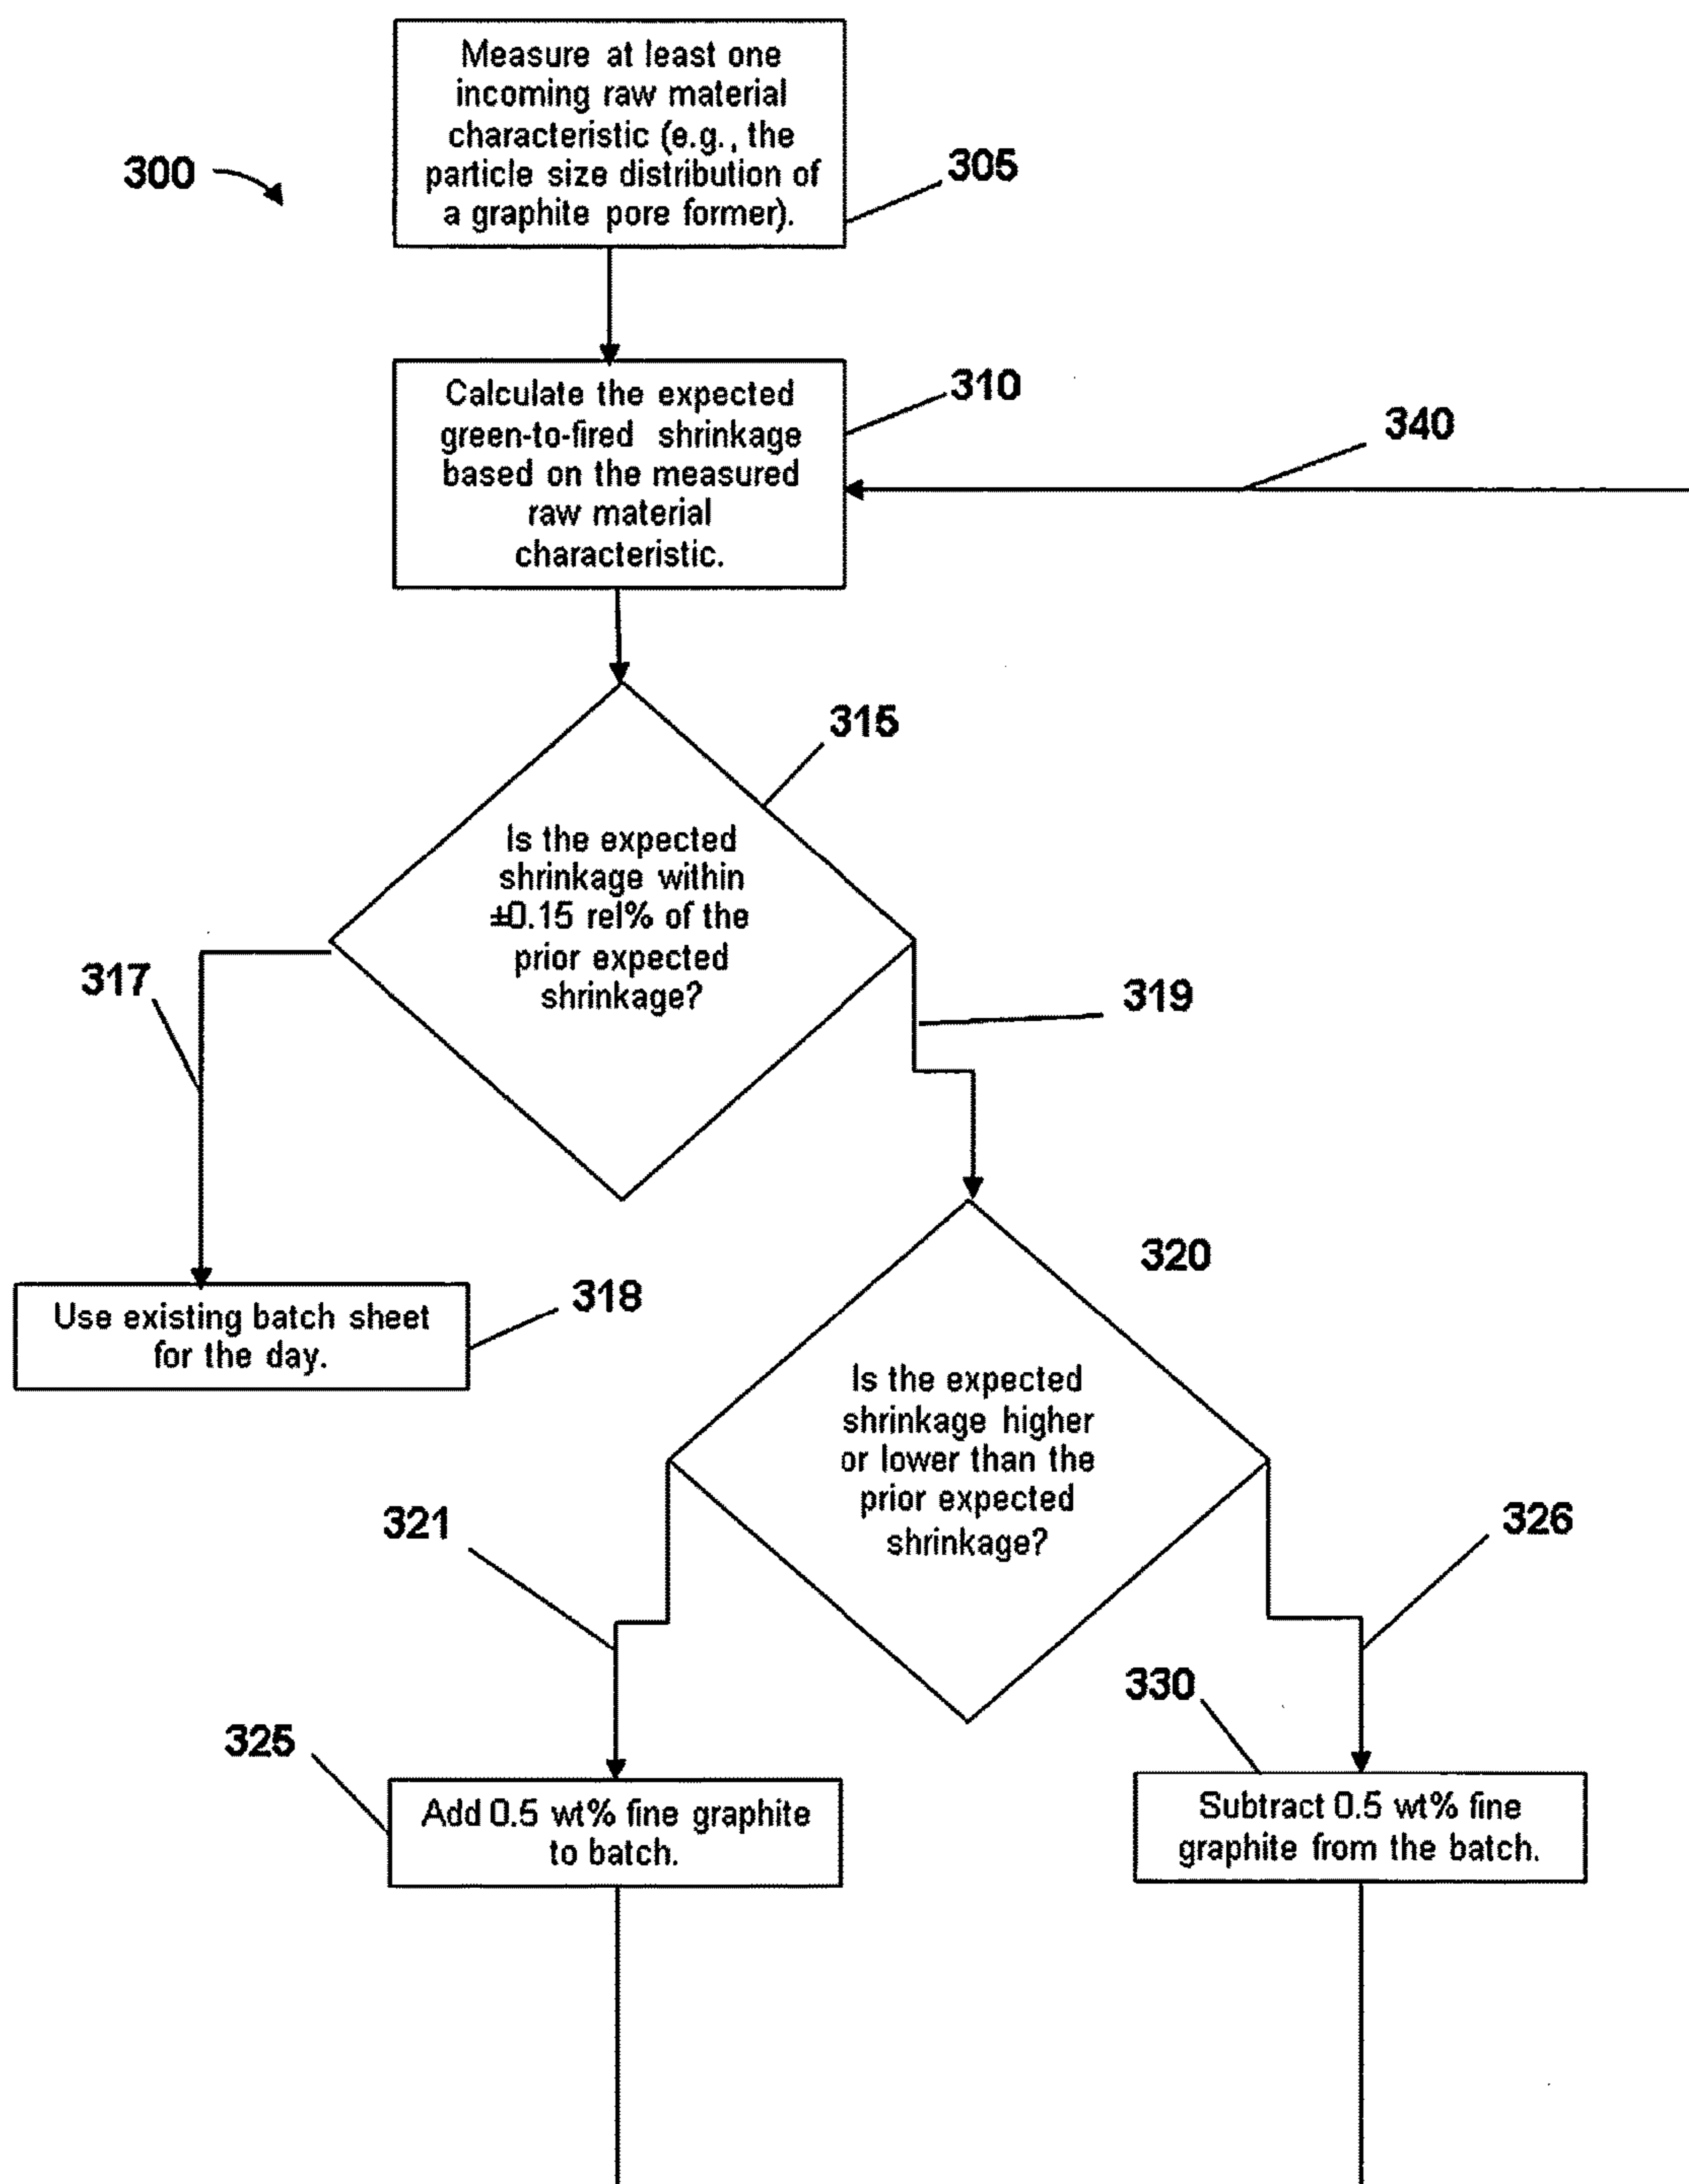 Measure at least one
incoming raw material
characteristic (e.g., the
particle size distribution of
a graphite pore former).
300
305
Calculate the expected
green-to-fired shrinkage
based on the measured
raw material
characteristic.
310
340
315
Is the expected
shrinkage within
±0.15 rel% of the
prior expected
shrinkage?
317
319
320
Use existing batch sheet
for the day.
318
Is the expected
shrinkage higher
or lower than the
prior expected
shrinkage?
321
326
330
325
Add 0.5 wt% fine graphite
to batch.
Subtract 0.5 wt% fine
graphite from the batch.